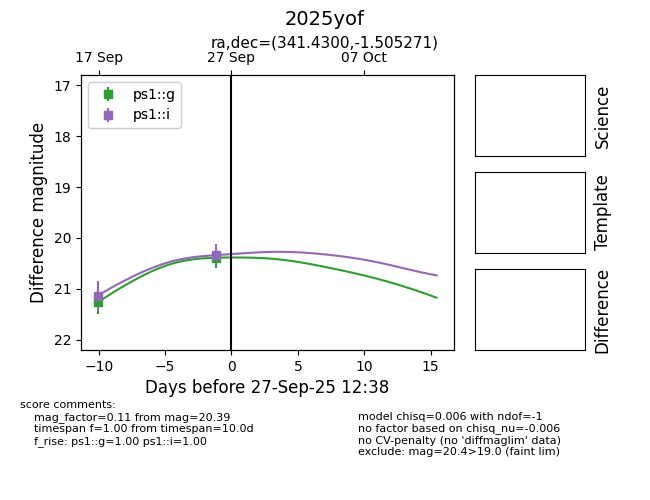 2025yof
ra,dec=(341.4300,-1.505271)
17 Sep 27 Sep 07 Oct
17
18
19
20
21
22
Difference magnitude
ps1::g
ps1::i
Science
Template
Difference
−10 −5 0 5 10 15
Days before 27-Sep-25 12:38
score comments:
mag_factor=0.11 from mag=20.39
timespan f=1.00 from timespan=10.0d
f_rise: ps1::g=1.00 ps1::i=1.00
model chisq=0.006 with ndof=-1
no factor based on chisq_nu=-0.006
no CV-penalty (no 'diffmaglim' data)
exclude: mag=20.4>19.0 (faint lim)